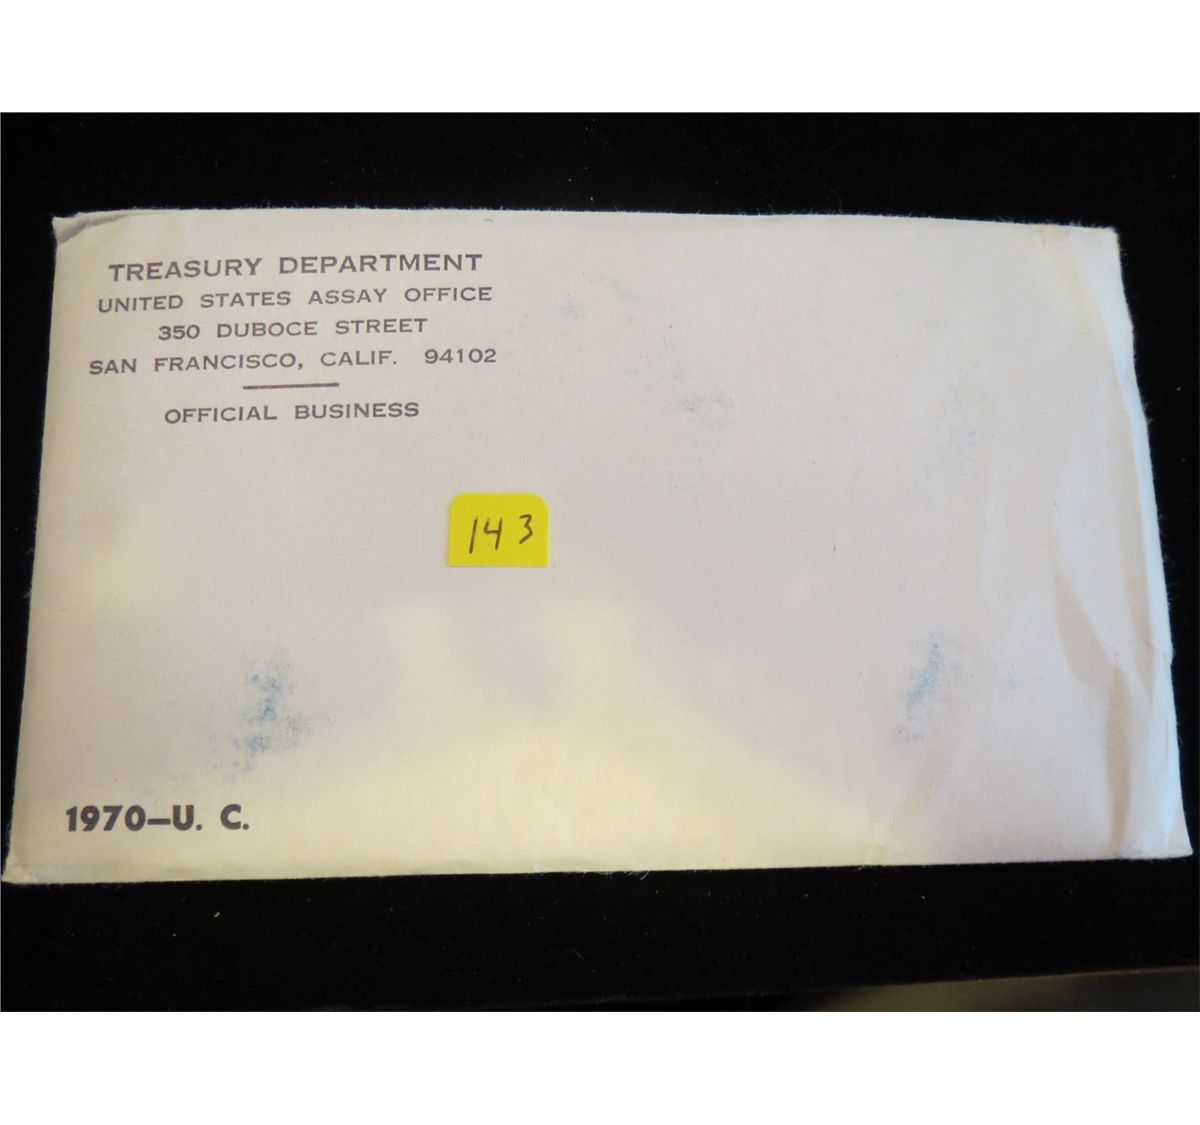 TREASURY DEPARTMENT
UNITED STATES ASSAY OFFICE
350 DUBOCE STREET
SAN FRANCISCO, CALIF. 94102
OFFICIAL BUSINESS
143
1970—U. C.